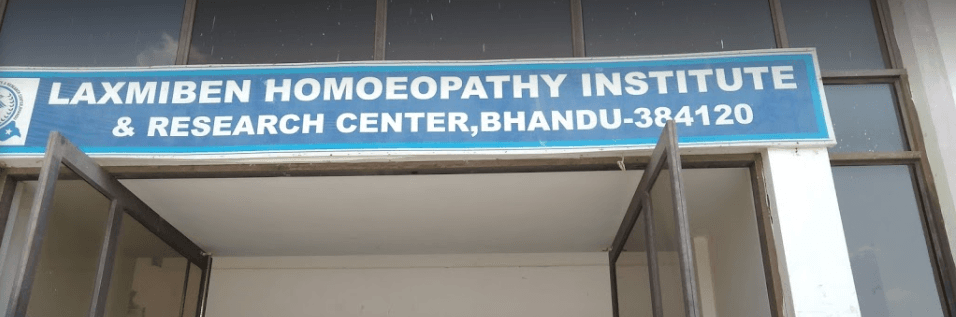 LAXMIBEN HOMOEOPATHY INSTITUTE
& RESEARCH CENTER,BHANDU-384120